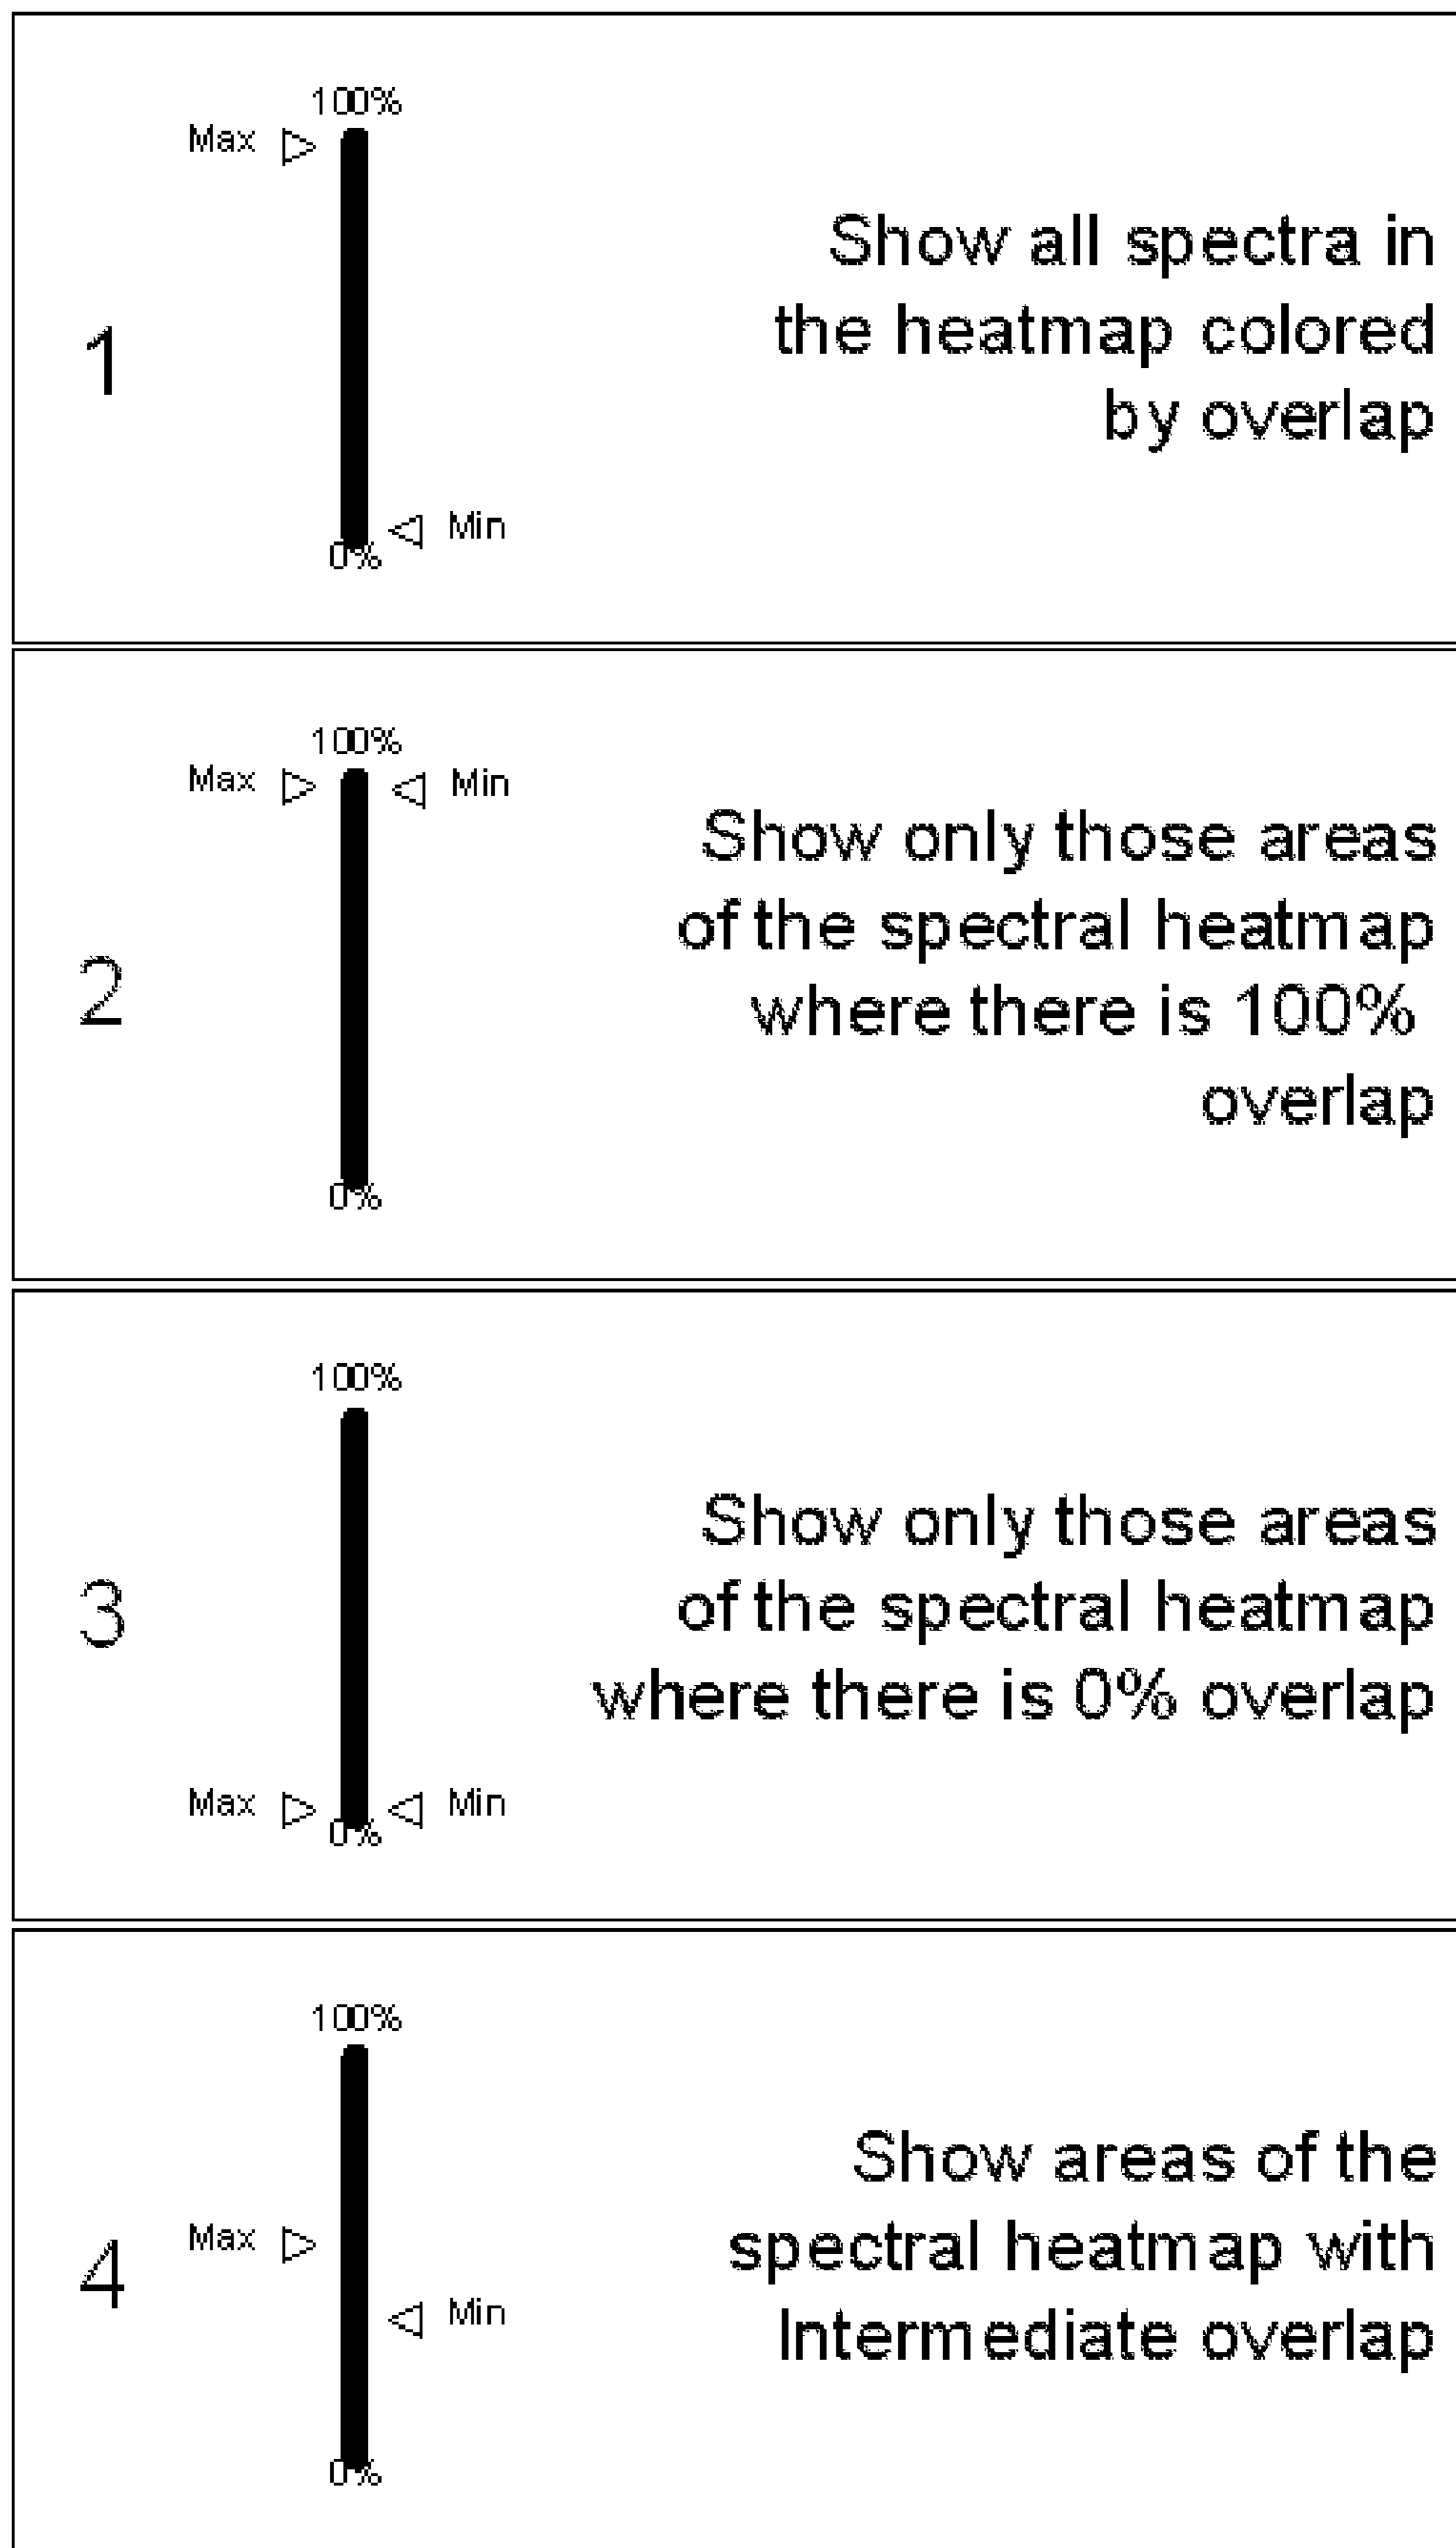 100%
Max
1
Min
0%
Show all spectra in
the heatmap colored
by overlap
100%
Max Min
2
0%
Show only those areas
of the spectral heatmap
where there is 100%
overlap
100%
3
Max Min
0%
Show only those areas
of the spectral heatmap
where there is 0% overlap
100%
Max
4
Min
0%
Show areas of the
spectral heatmap with
Intermediate overlap